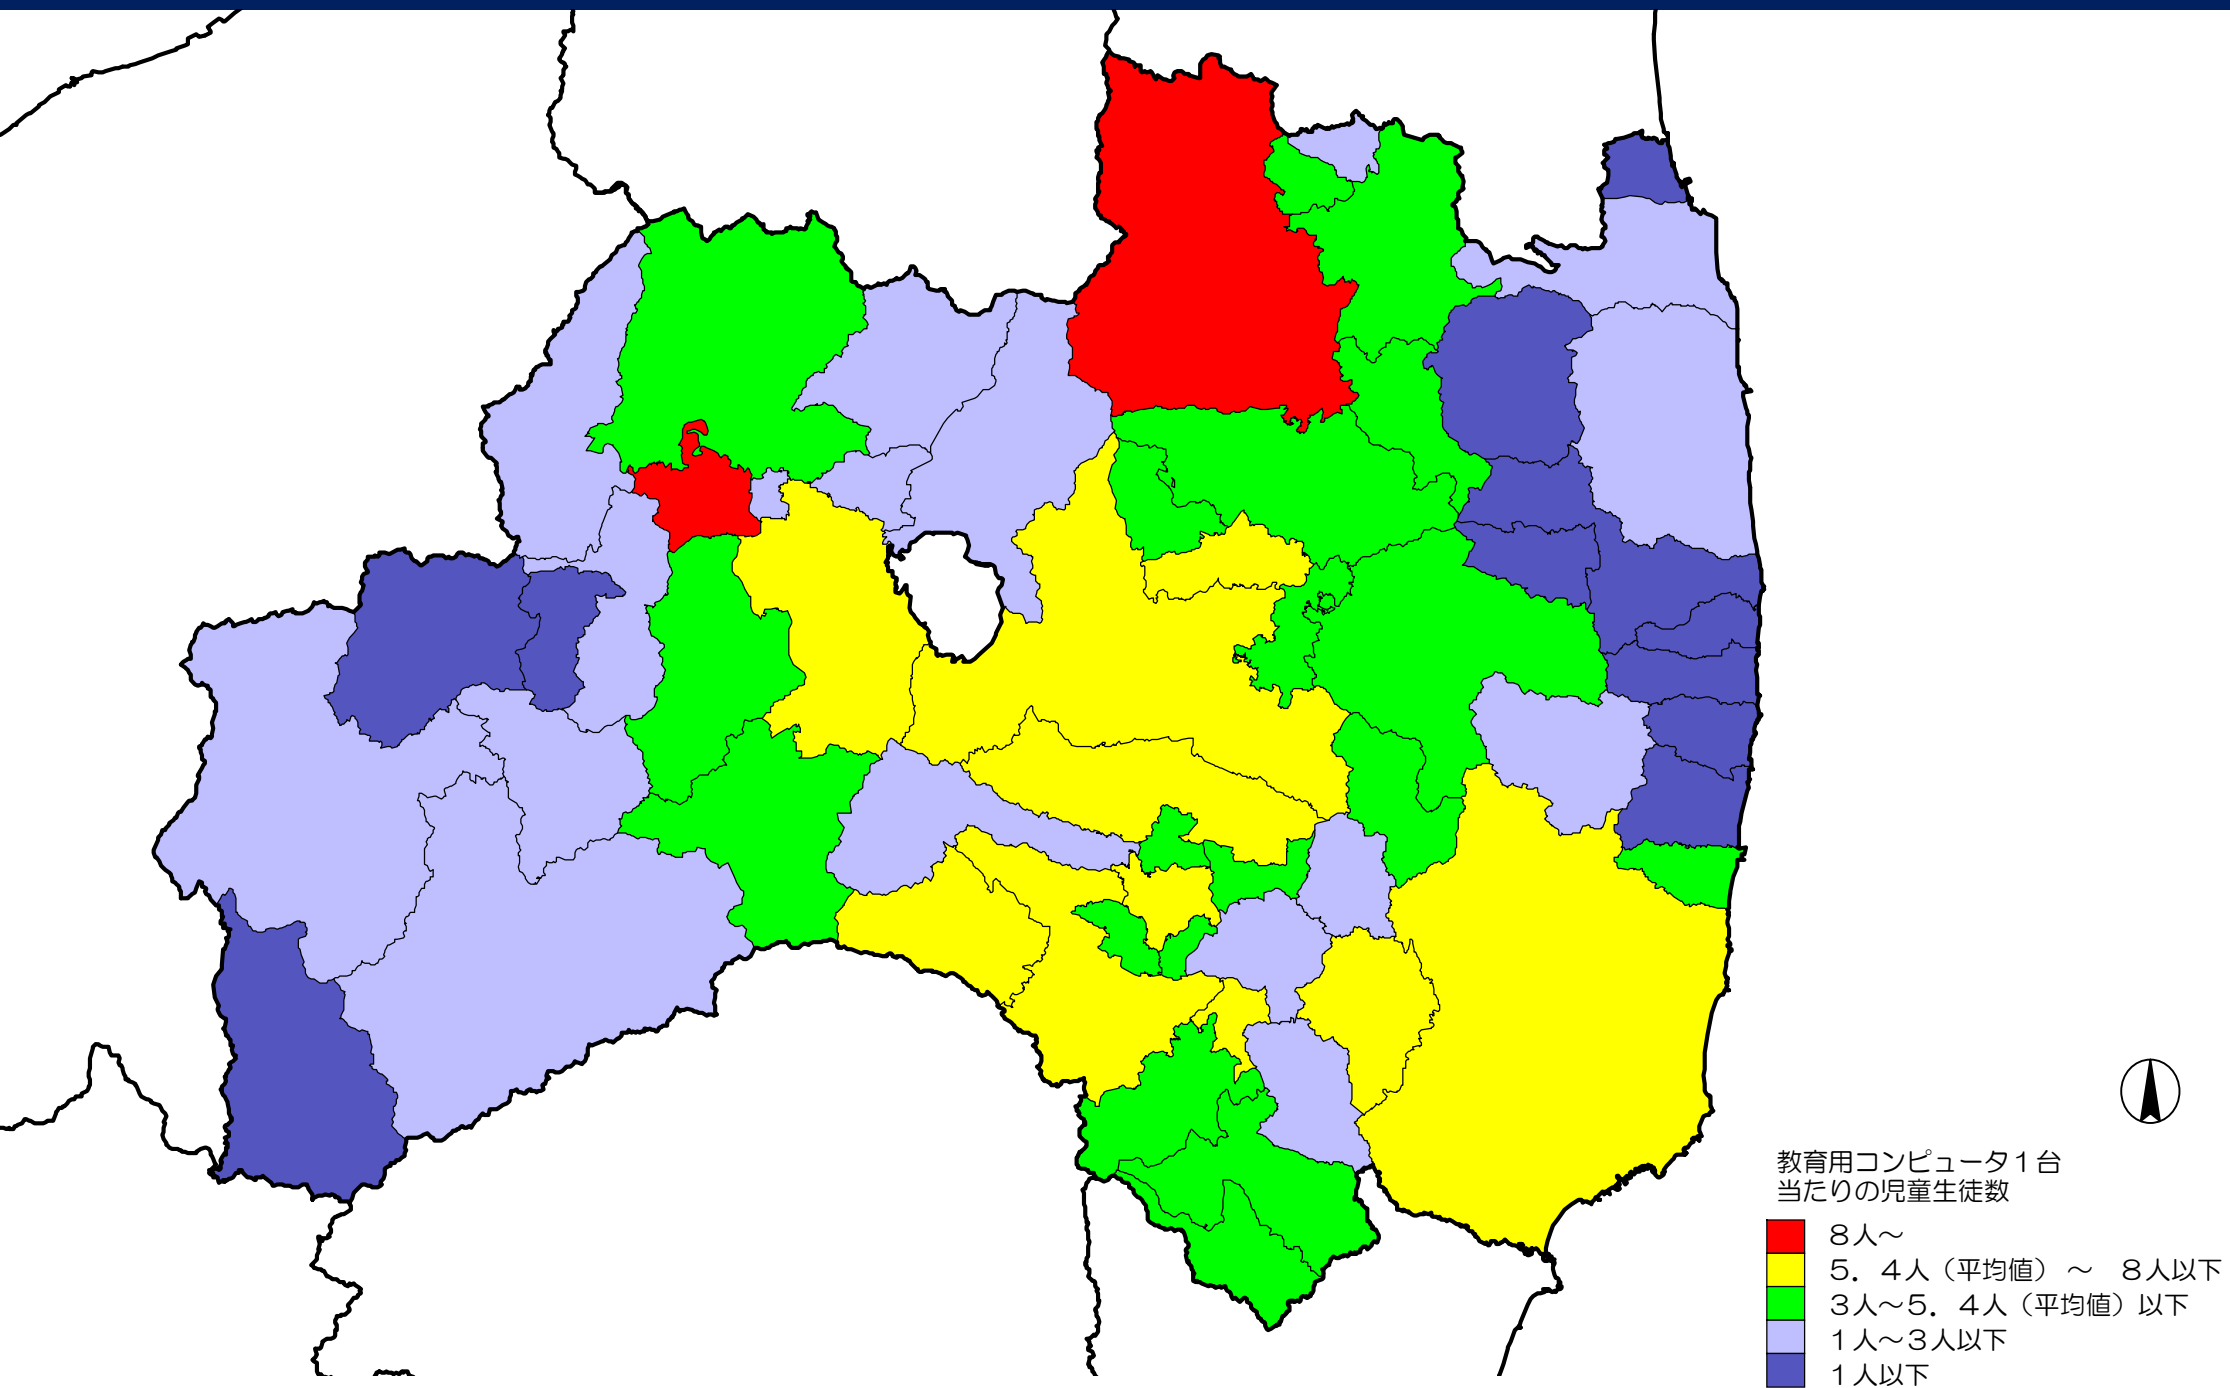 教育用コンピュータ１台
当たりの児童生徒数
８人～
５．４人（平均値）～　８人以下
３人～５．４人（平均値）以下
１人～３人以下
１人以下